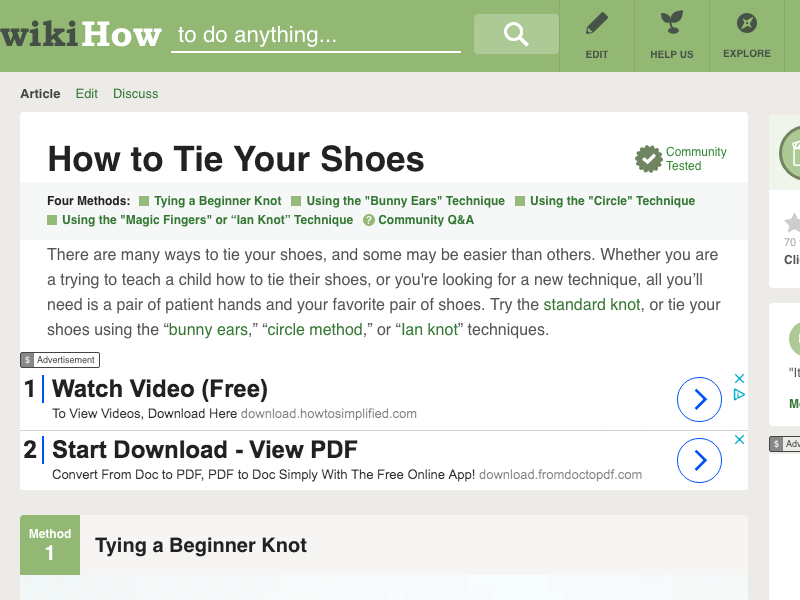 wikiHow to do anything...
EDIT
HELP US
EXPLORE
Article Edit Discuss
How to Tie Your Shoes
Community
Tested
Four Methods: Tying a Beginner Knot Using the "Bunny Ears" Technique Using the "Circle" Technique
Using the "Magic Fingers" or “Ian Knot” Technique ? Community Q&A
There are many ways to tie your shoes, and some may be easier than others. Whether you are
a trying to teach a child how to tie their shoes, or you're looking for a new technique, all you’ll
need is a pair of patient hands and your favorite pair of shoes. Try the standard knot, or tie your
shoes using the “bunny ears,” “circle method,” or “Ian knot” techniques.
$ Advertisement
1 Watch Video (Free)
To View Videos, Download Here download.howtosimplified.com
2 Start Download - View PDF
Convert From Doc to PDF, PDF to Doc Simply With The Free Online App! download.fromdoctopdf.com
Method
1
Tying a Beginner Knot
70
Cli
"It
$ Adv